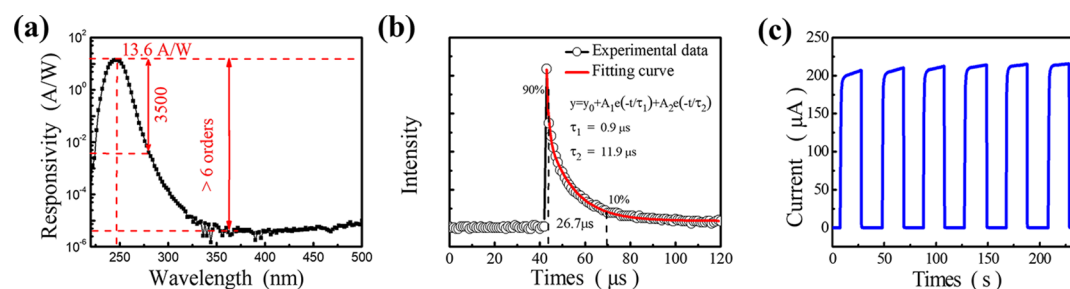 (a)
Responsivity (A/W)
10²
10⁰
10⁻²
10⁻⁵
10⁻⁶
13.6 A/W
3500
> 6 orders
250
300
350
400
450
500
Wavelength (nm)
(b)
Intensity
Experimental data
Fitting curve
90%
y=y₀+A₁e(-t/τ₁)+A₂e(-t/τ₂)
τ₁ = 0.9 μs
τ₂ = 11.9 μs
10%
26.7μs
0
20
40
60
80
100
120
Times ( μs )
(c)
Current ( μA )
250
200
150
100
50
0
0
50
100
150
200
Times ( s )